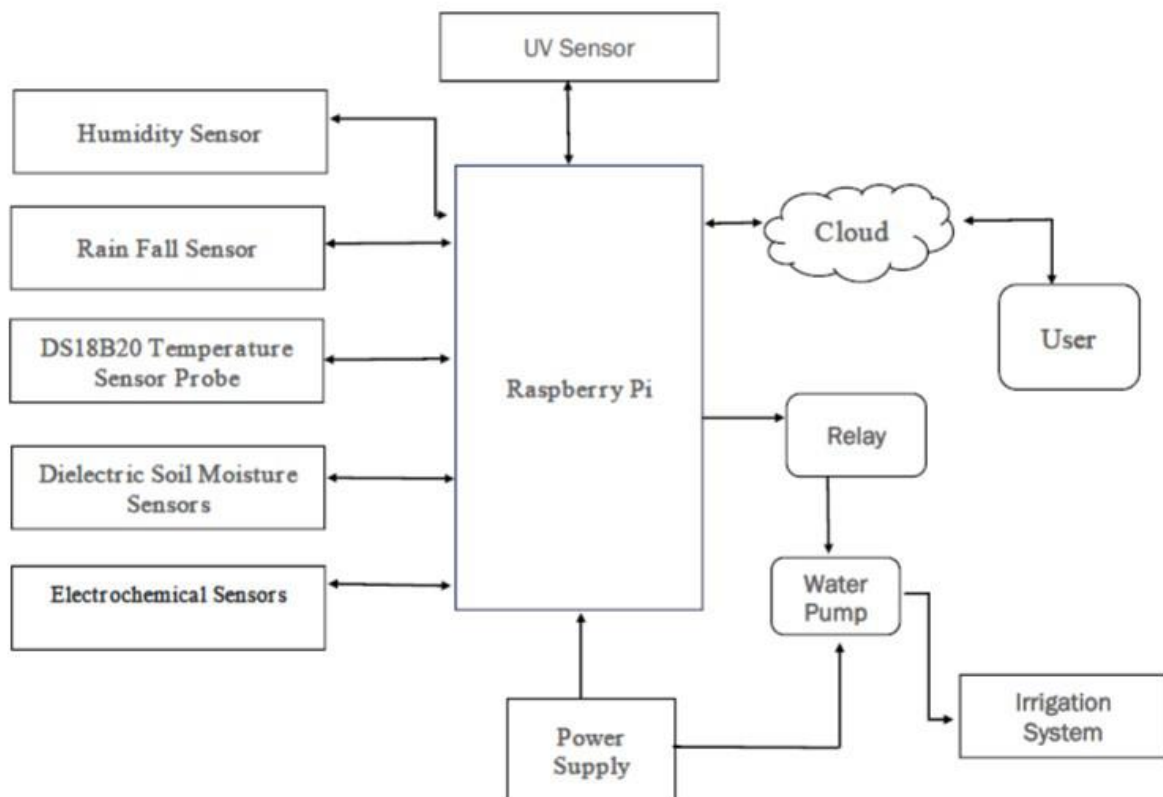 UV Sensor
Humidity Sensor
Rain Fall Sensor
Cloud
User
DS18B20 Temperature
Sensor Probe
Raspberry Pi
Relay
Dielectric Soil Moisture
Sensors
Electrochemical Sensors
Water
Pump
Irrigation
System
Power
Supply